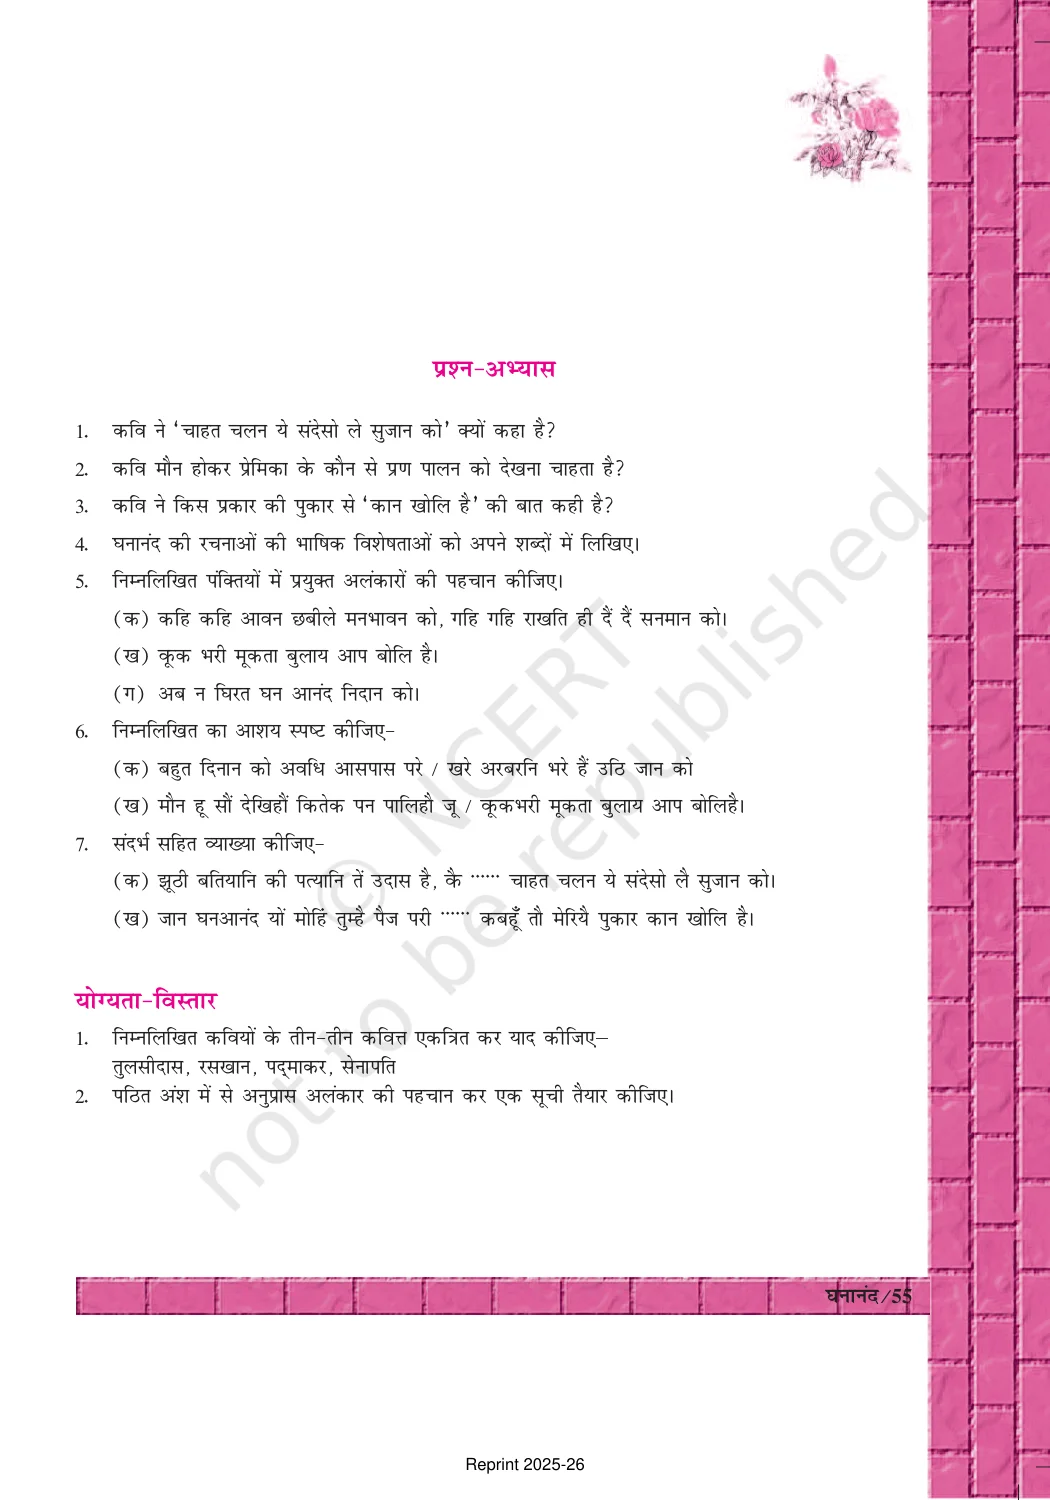 प्रश्न-अभ्यास
1. कवि ने ‘चाहत चलन ये संदेसो ले सुजान को’ क्यों कहा है?
2. कवि मौन होकर प्रेमिका के कौन से प्रण पालन को देखना चाहता है?
3. कवि ने किस प्रकार की पुकार से ‘कान खोलि है’ की बात कही है?
4. घनानंद की रचनाओं की भाषिक विशेषताओं को अपने शब्दों में लिखिए।
5. निम्नलिखित पंक्तियों में प्रयुक्त अलंकारों की पहचान कीजिए।
(क) कहि कहि आवन छबीले मनभावन को, गहि गहि राखति ही दैं दैं सनमान को।
(ख) कूक भरी मूकता बुलाय आप बोलि है।
(ग) अब न घिरत घन आनंद निदान को।
6. निम्नलिखित का आशय स्पष्ट कीजिए-
(क) बहुत दिनान को अवधि आसपास परे / खरे अरबरनि भरे हैं उठि जान को
(ख) मौन हू सौं देखिहौं कितेक पन पालिहौ जू / कूकभरी मूकता बुलाय आप बोलिहै।
7. संदर्भ सहित व्याख्या कीजिए-
(क) झूठी बतियानि की पत्यानि तें उदास है, कै ...... चाहत चलन ये संदेसो लै सुजान को।
(ख) जान घनआनंद यों मोहिं तुम्है पैज परी ...... कबहूँ तौ मेरियै पुकार कान खोलि है।
योग्यता-विस्तार
1. निम्नलिखित कवियों के तीन-तीन कवित्त एकत्रित कर याद कीजिए–
तुलसीदास, रसखान, पद्माकर, सेनापति
2. पठित अंश में से अनुप्रास अलंकार की पहचान कर एक सूची तैयार कीजिए।
घनानंद/55
Reprint 2025-26
© NCERT
not to be republished